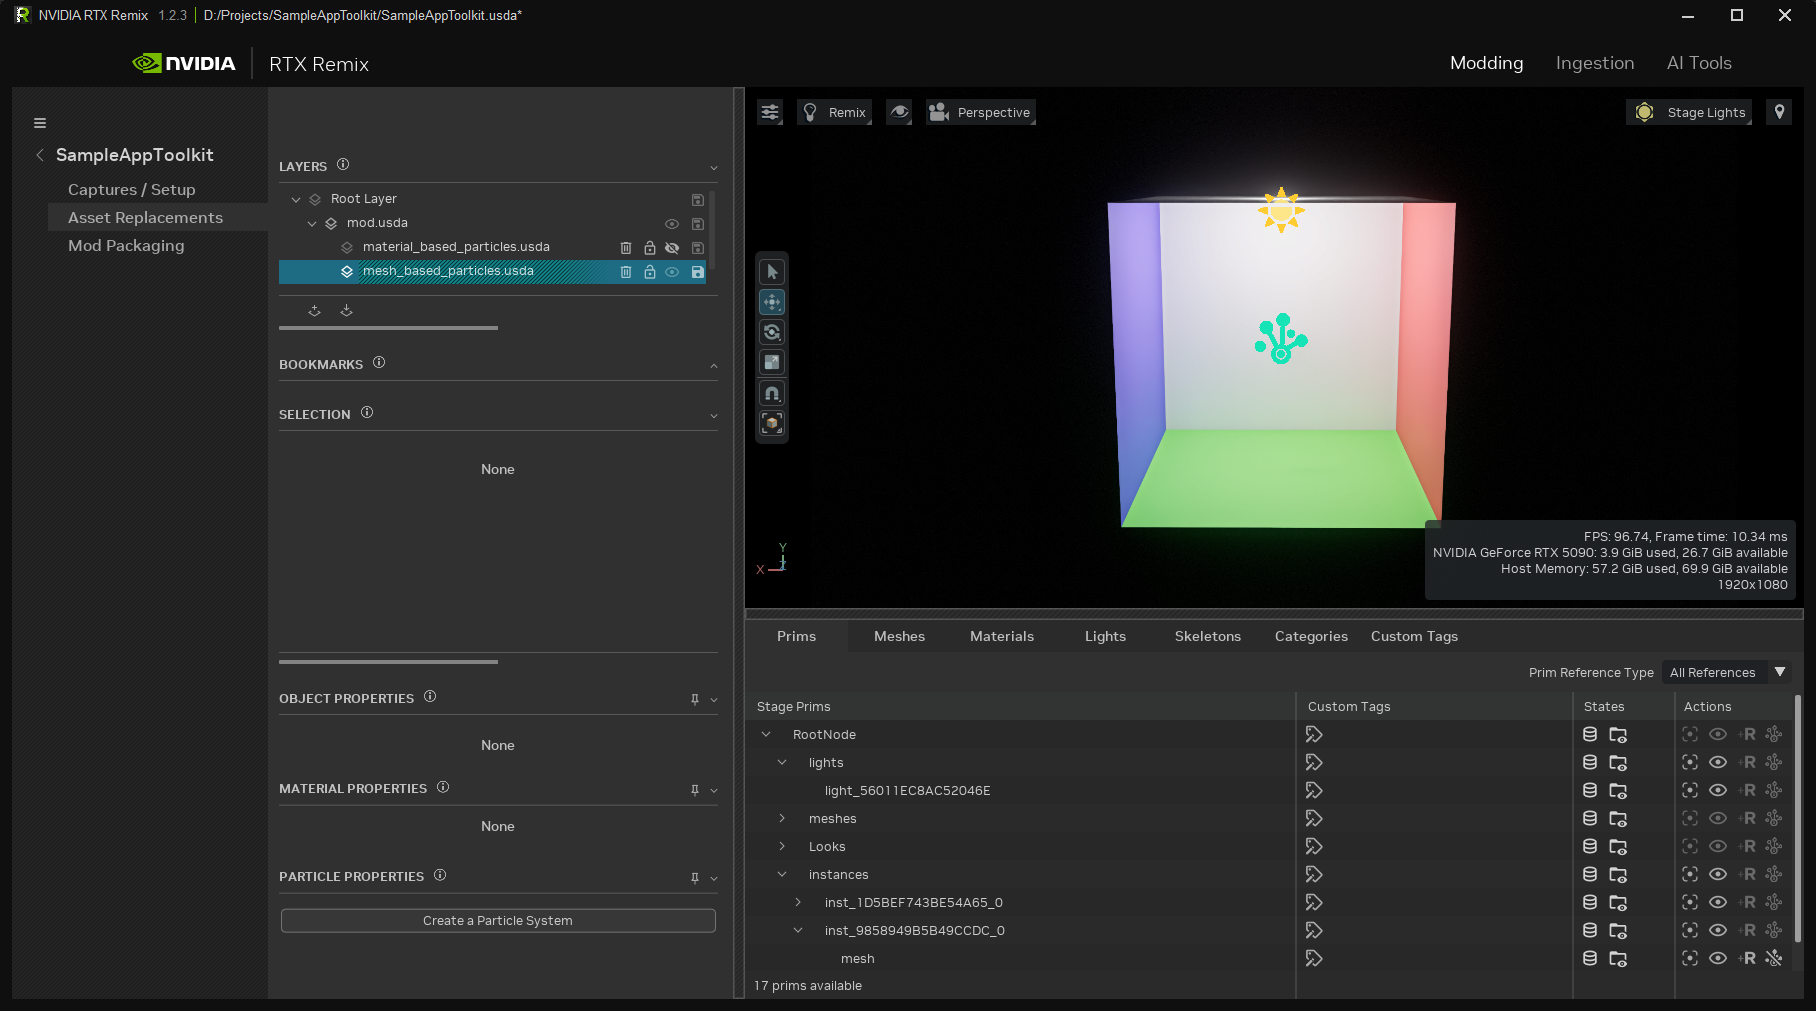 NVIDIA RTX Remix 1.2.3 | D:/Projects/SampleAppToolkit/SampleAppToolkit.usda*
NVIDIA RTX Remix
Modding Ingestion AI Tools
SampleAppToolkit
Captures / Setup
Asset Replacements
Mod Packaging
LAYERS
Root Layer
mod.usda
material_based_particles.usda
mesh_based_particles.usda
BOOKMARKS
SELECTION
None
OBJECT PROPERTIES
None
MATERIAL PROPERTIES
None
PARTICLE PROPERTIES
Create a Particle System
Remix Perspective Stage Lights
Y
X Z
FPS: 96.74, Frame time: 10.34 ms
NVIDIA GeForce RTX 5090: 3.9 GiB used, 26.7 GiB available
Host Memory: 57.2 GiB used, 69.9 GiB available
1920x1080
Prims Meshes Materials Lights Skeletons Categories Custom Tags
Prim Reference Type All References
Stage Prims Custom Tags States Actions
RootNode +R
lights +R
light_56011EC8AC52046E +R
meshes +R
Looks +R
instances +R
inst_1D5BEF743BE54A65_0 +R
inst_9858949B5B49CCDC_0 +R
mesh +R
17 prims available